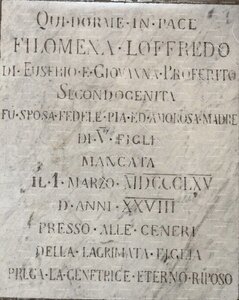 QUI·DORME·IN·PACE
FILOMENA·LOFFREDO
DI·EUSEBIO·E·GIOVANNA·PROFERITO
SECONDOGENITA
FU·SPOSA·FEDELE·PIA·ED·AMOROSA·MADRE
DI·V·FIGLI
MANCATA
IL·1·MARZO·MDCCCLXV
D·ANNI·XXVIII
PRESSO·ALLE·CENERI
DELLA·LAGRIMATA·FIGLIA
PREGA·LA·GENITRICE·ETERNO·RIPOSO